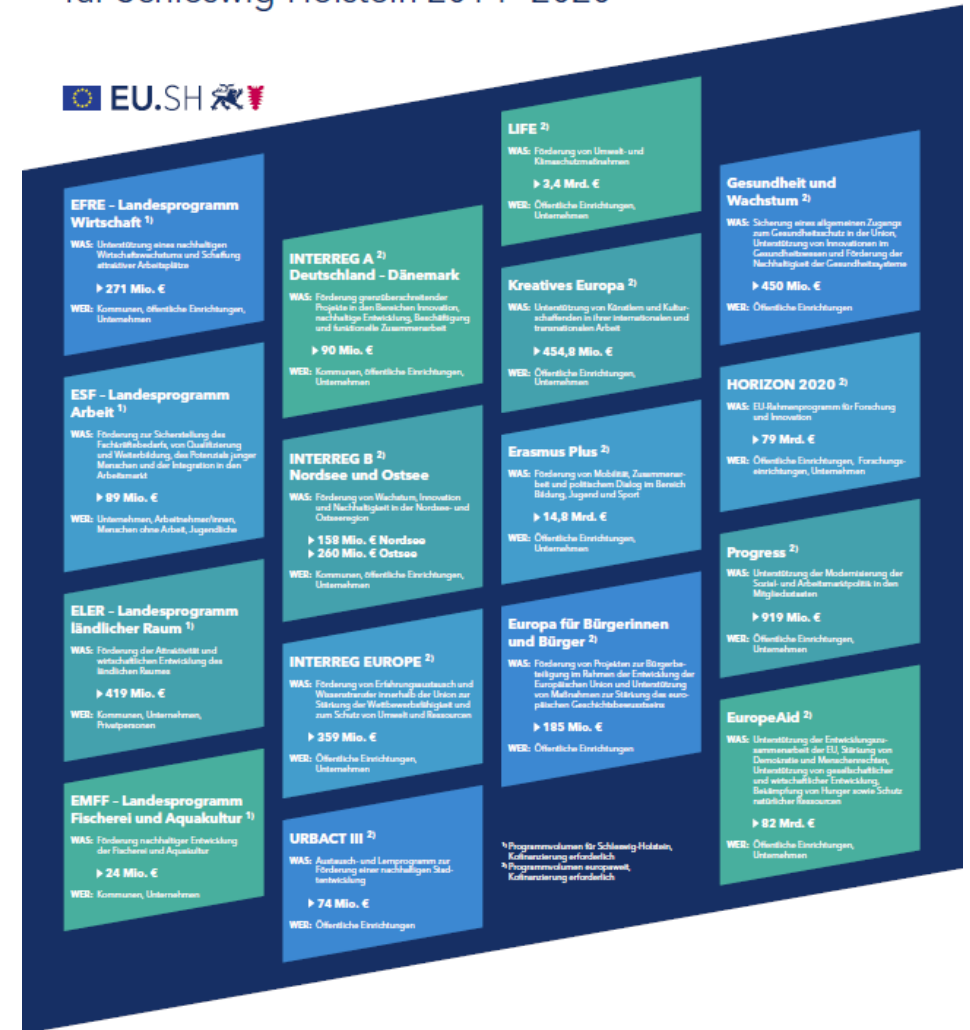 für Schleswig-Holstein 2014–2020
EU.SH
EFRE – Landesprogramm
Wirtschaft 1)
WAS: Unterstützung eines nachhaltigen
Wirtschaftswachstums und Schaffung
attraktiver Arbeitsplätze
271 Mio. €
WER: Kommunen, öffentliche Einrichtungen,
Unternehmen
ESF – Landesprogramm
Arbeit 1)
WAS: Förderung zur Sicherstellung des
Fachkräftebedarfs, von Qualifizierung
und Weiterbildung, des Potenzials junger
Menschen und der Integration in den
Arbeitsmarkt
89 Mio. €
WER: Unternehmen, Arbeitnehmer/innen,
Menschen ohne Arbeit, Jugendliche
ELER – Landesprogramm
ländlicher Raum 1)
WAS: Förderung der Attraktivität und
wirtschaftlichen Entwicklung des
ländlichen Raumes
419 Mio. €
WER: Kommunen, Unternehmen,
Privatpersonen
EMFF – Landesprogramm
Fischerei und Aquakultur 1)
WAS: Förderung nachhaltiger Entwicklung
der Fischerei und Aquakultur
24 Mio. €
WER: Kommunen, Unternehmen
INTERREG A 2)
Deutschland – Dänemark
WAS: Förderung grenzüberschreitender
Projekte in den Bereichen Innovation,
nachhaltige Entwicklung, Beschäftigung
und funktionelle Zusammenarbeit
90 Mio. €
WER: Kommunen, öffentliche Einrichtungen,
Unternehmen
INTERREG B 2)
Nordsee und Ostsee
WAS: Förderung von Wachstum, Innovation
und Nachhaltigkeit in der Nordsee- und
Ostseeregion
158 Mio. € Nordsee
260 Mio. € Ostsee
WER: Kommunen, öffentliche Einrichtungen,
Unternehmen
INTERREG EUROPE 2)
WAS: Förderung von Erfahrungsaustausch und
Wissenstransfer innerhalb der Union zur
Stärkung der Wettbewerbsfähigkeit und
zum Schutz von Umwelt und Ressourcen
359 Mio. €
WER: Öffentliche Einrichtungen,
Unternehmen
URBACT III 2)
WAS: Austausch- und Lernprogramm zur
Förderung einer nachhaltigen Stad-
tentwicklung
74 Mio. €
WER: Öffentliche Einrichtungen
LIFE 2)
WAS: Förderung von Umwelt- und
Klimaschutzmaßnahmen
3,4 Mrd. €
WER: Öffentliche Einrichtungen,
Unternehmen
Kreatives Europa 2)
WAS: Unterstützung von Künstlern und Kultur-
schaffenden in ihrer internationalen und
transnationalen Arbeit
454,8 Mio. €
WER: Öffentliche Einrichtungen,
Unternehmen
Erasmus Plus 2)
WAS: Förderung von Mobilität, Zusammenar-
beit und politischem Dialog im Bereich
Bildung, Jugend und Sport
14,8 Mrd. €
WER: Öffentliche Einrichtungen,
Unternehmen
Europa für Bürgerinnen
und Bürger 2)
WAS: Förderung von Projekten zur Bürgerbe-
teiligung im Rahmen der Entwicklung der
Europäischen Union und Unterstützung
von Maßnahmen zur Stärkung des euro-
päischen Geschichtsbewusstseins
185 Mio. €
WER: Öffentliche Einrichtungen
1) Programmvolumen für Schleswig-Holstein,
Kofinanzierung erforderlich
2) Programmvolumen europaweit,
Kofinanzierung erforderlich
Gesundheit und
Wachstum 2)
WAS: Sicherung eines allgemeinen Zugangs
zum Gesundheitsschutz in der Union,
Unterstützung von Innovationen im
Gesundheitswesen und Förderung der
Nachhaltigkeit der Gesundheitssysteme
450 Mio. €
WER: Öffentliche Einrichtungen
HORIZON 2020 2)
WAS: EU-Rahmenprogramm für Forschung
und Innovation
79 Mrd. €
WER: Öffentliche Einrichtungen, Forschungs-
einrichtungen, Unternehmen
Progress 2)
WAS: Unterstützung der Modernisierung der
Sozial- und Arbeitsmarktpolitik in den
Mitgliedsstaaten
919 Mio. €
WER: Öffentliche Einrichtungen,
Unternehmen
EuropeAid 2)
WAS: Unterstützung der Entwicklungszu-
sammenarbeit der EU, Stärkung von
Demokratie und Menschenrechten,
Unterstützung von gesellschaftlicher
und wirtschaftlicher Entwicklung,
Bekämpfung von Hunger sowie Schutz
natürlicher Ressourcen
82 Mrd. €
WER: Öffentliche Einrichtungen,
Unternehmen